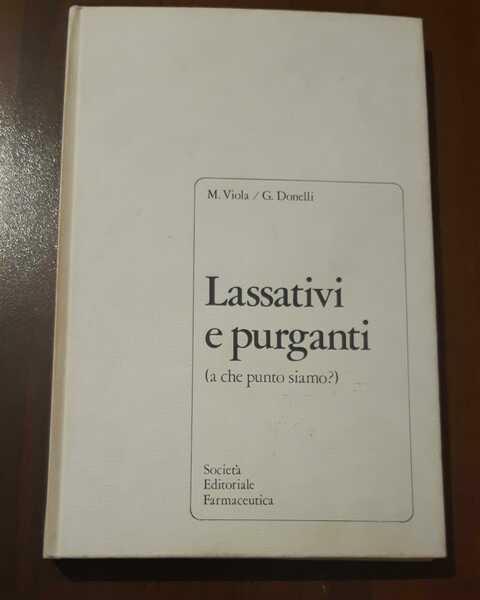 M. Viola / G. Donelli
Lassativi
e purganti
(a che punto siamo?)
Società
Editoriale
Farmaceutica